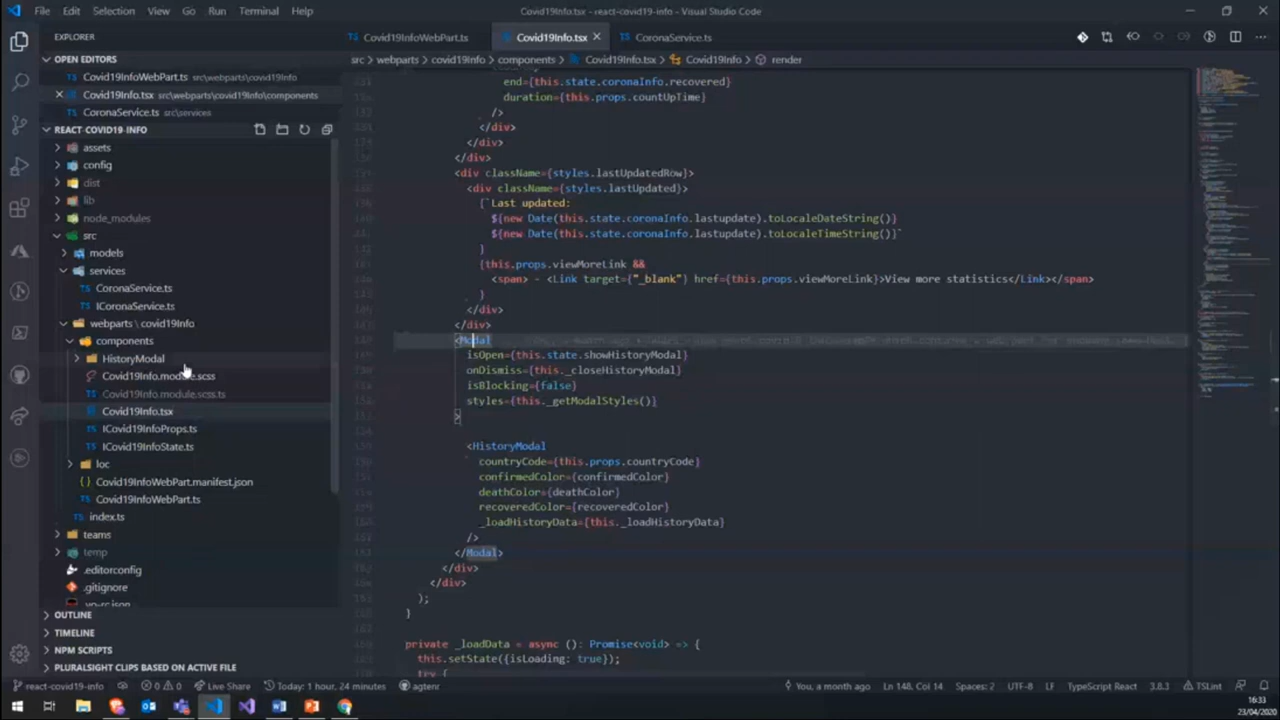 File Edit Selection View Go Run Terminal Help
Covid19Info.tsx - react-covid19-info - Visual Studio Code
EXPLORER
Covid19InfoWebPart.ts
Covid19Info.tsx
CoronaService.ts
OPEN EDITORS
Covid19InfoWebPart.ts src\webparts\covid19Info
Covid19Info.tsx src\webparts\covid19Info\components
CoronaService.ts src\services
REACT-COVID19-INFO
assets
config
dist
lib
node_modules
src
models
services
CoronaService.ts
ICoronaService.ts
webparts \ covid19Info
components
HistoryModal
Covid19Info.module.scss
Covid19Info.module.scss.ts
Covid19Info.tsx
ICovid19InfoProps.ts
ICovid19InfoState.ts
loc
Covid19InfoWebPart.manifest.json
Covid19InfoWebPart.ts
index.ts
teams
temp
.editorconfig
.gitignore
.yo-rc.json
OUTLINE
TIMELINE
NPM SCRIPTS
PLURALSIGHT CLIPS BASED ON ACTIVE FILE
src > webparts > covid19Info > components > Covid19Info.tsx > Covid19Info > render
end={this.state.coronaInfo.recovered}
duration={this.props.countUpTime}
/>
</div>
</div>
</div>
<div className={styles.lastUpdatedRow}>
<div className={styles.lastUpdated}>
{`Last updated:
${new Date(this.state.coronaInfo.lastupdate).toLocaleDateString()}
${new Date(this.state.coronaInfo.lastupdate).toLocaleTimeString()}`
}
{this.props.viewMoreLink &&
<span> - <Link target={"_blank"} href={this.props.viewMoreLink}>View more statistics</Link></span>
}
</div>
</div>
<Modal
isOpen={this.state.showHistoryModal}
onDismiss={this._closeHistoryModal}
isBlocking={false}
styles={this._getModalStyles()}
>
<HistoryModal
countryCode={this.props.countryCode}
confirmedColor={confirmedColor}
deathColor={deathColor}
recoveredColor={recoveredColor}
_loadHistoryData={this._loadHistoryData}
/>
</Modal>
</div>
</div>
);
}
private _loadData = async (): Promise<void> => {
this.setState({isLoading: true});
try {
react-covid19-info 0 0 Live Share Today: 1 hour, 24 minutes agtenr You, a month ago Ln 148, Col 14 Spaces: 2 UTF-8 LF TypeScript React 3.8.3 TSLint
16:33
23/04/2020